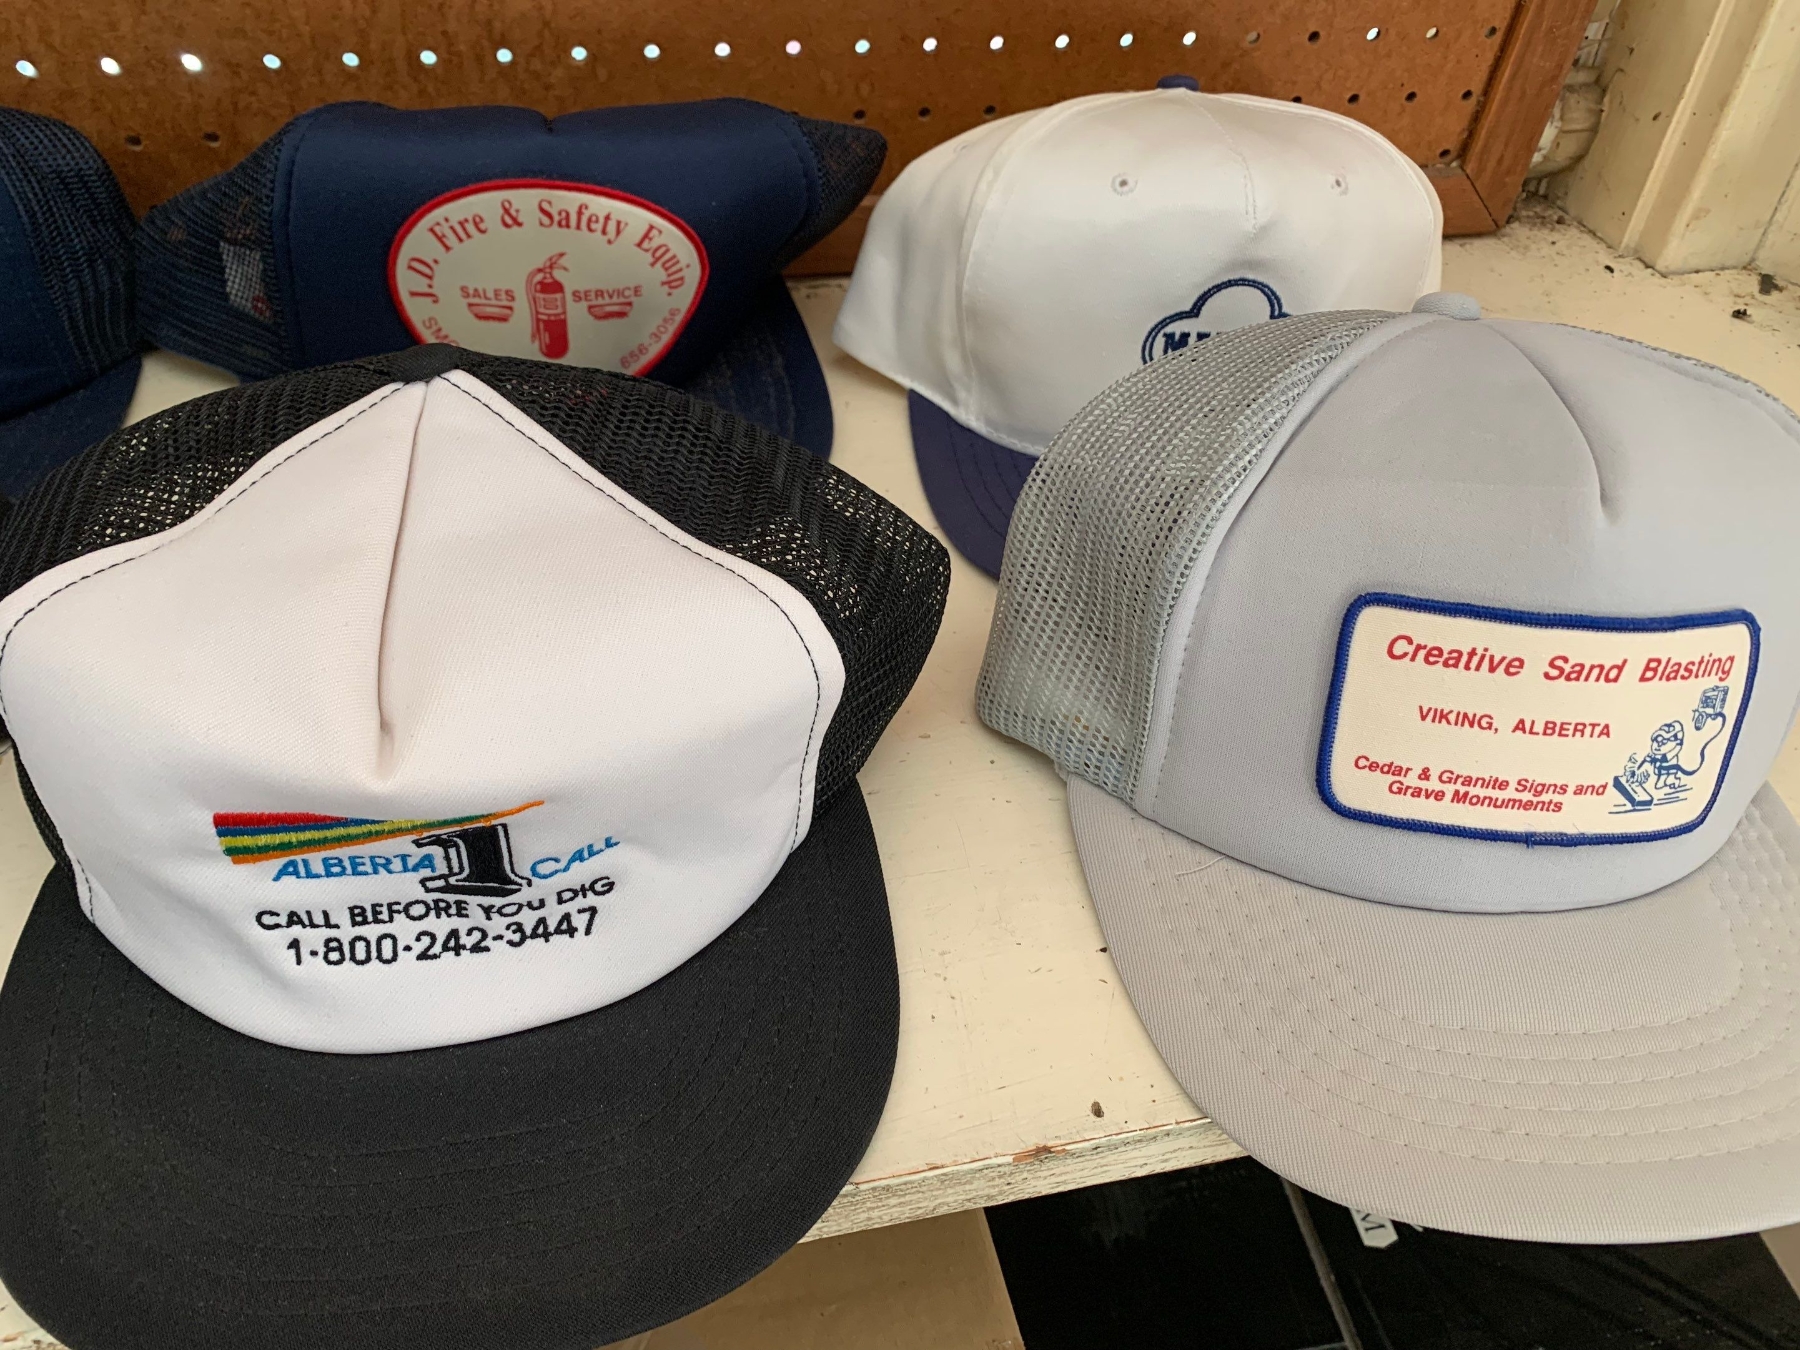 J.D. Fire & Safety Equip.
SALES SERVICE
656-3056
ALBERTA 1 CALL
CALL BEFORE YOU DIG
1-800-242-3447
Creative Sand Blasting
VIKING, ALBERTA
Cedar & Granite Signs and
Grave Monuments